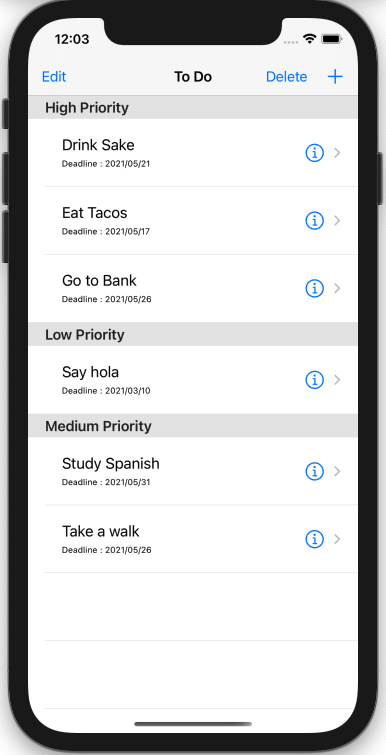 12:03
Edit To Do Delete
High Priority
Drink Sake
Deadline : 2021/05/21
Eat Tacos
Deadline : 2021/05/17
Go to Bank
Deadline : 2021/05/26
Low Priority
Say hola
Deadline : 2021/03/10
Medium Priority
Study Spanish
Deadline : 2021/05/31
Take a walk
Deadline : 2021/05/26